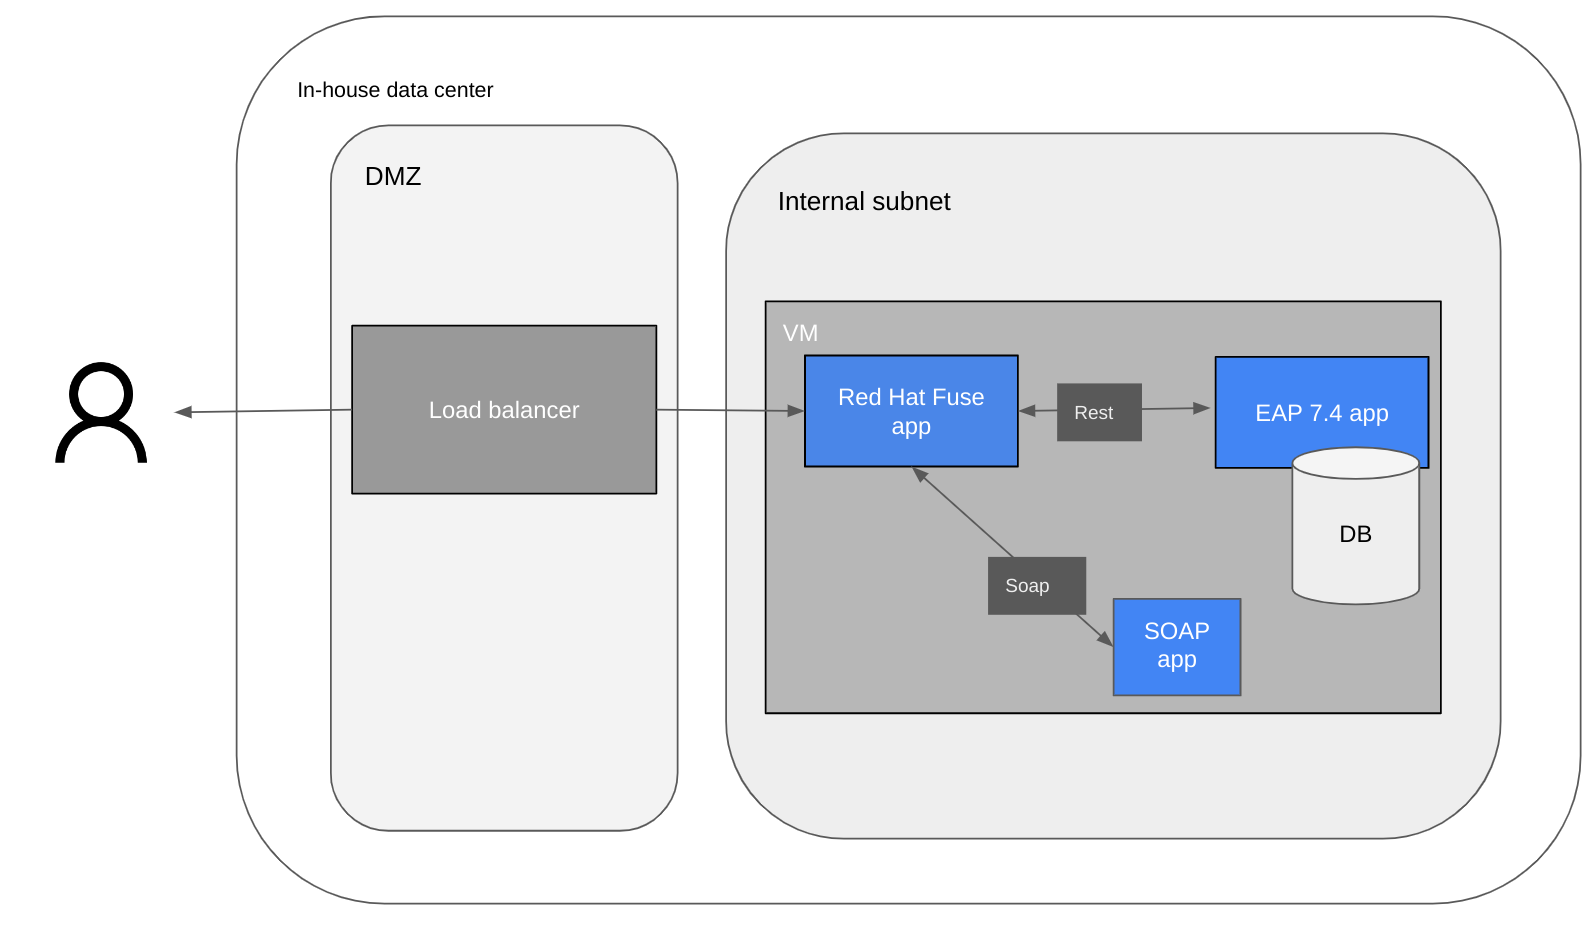 In-house data center
DMZ
Internal subnet
VM
Load balancer
Red Hat Fuse
app
Rest
EAP 7.4 app
DB
Soap
SOAP
app